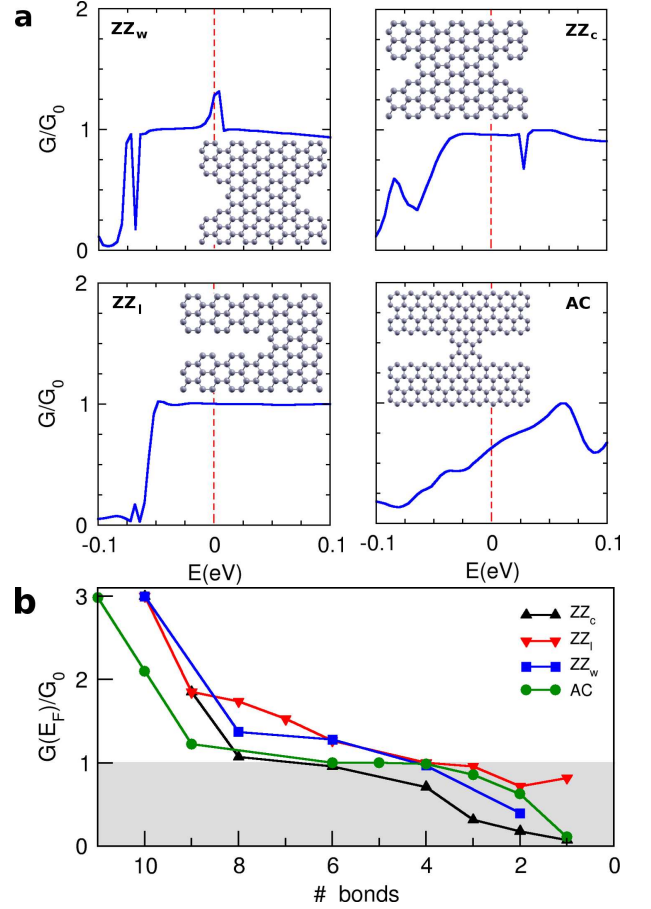 a
2
1
0
G/G0
ZZw
ZZc
2
1
0
G/G0
ZZl
AC
-0.1 0 0.1
E(eV)
-0.1 0 0.1
E(eV)
b
3
2
1
0
G(EF)/G0
ZZc
ZZl
ZZw
AC
10 8 6 4 2 0
# bonds